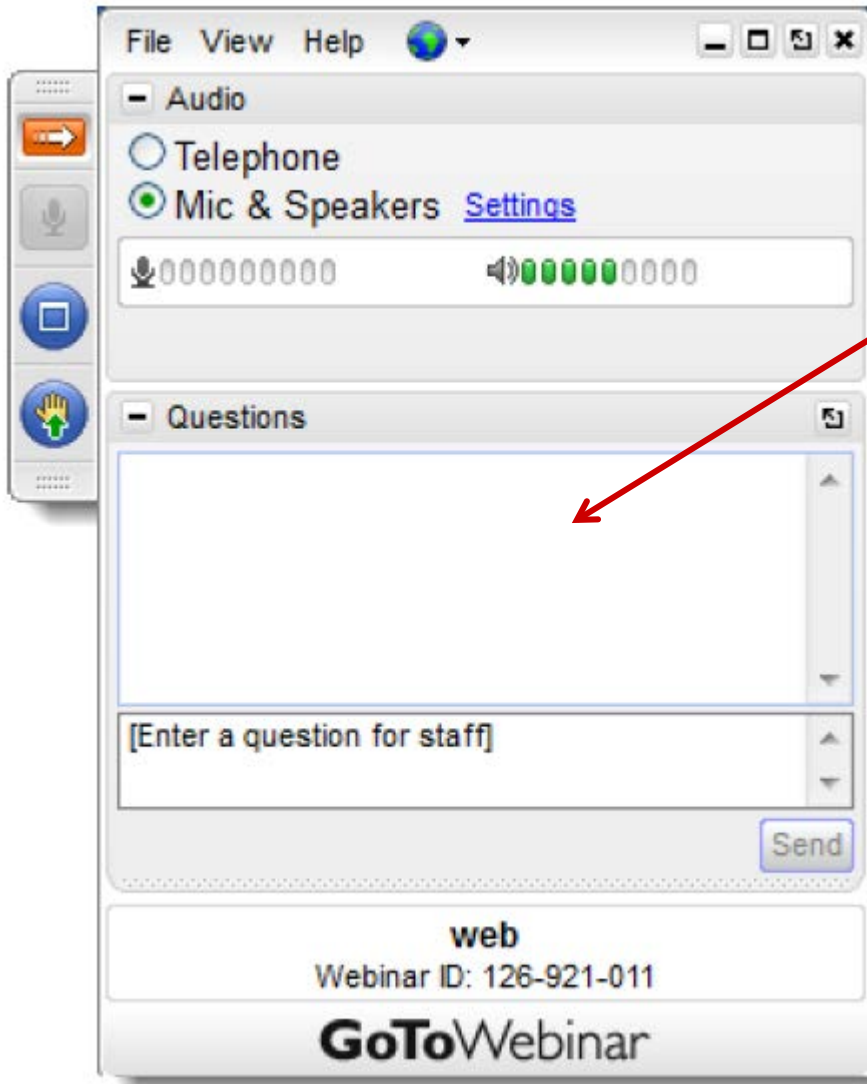 File View Help
Audio
Telephone
Mic & Speakers Settings
Questions
[Enter a question for staff]
Send
web
Webinar ID: 126-921-011
GoToWebinar